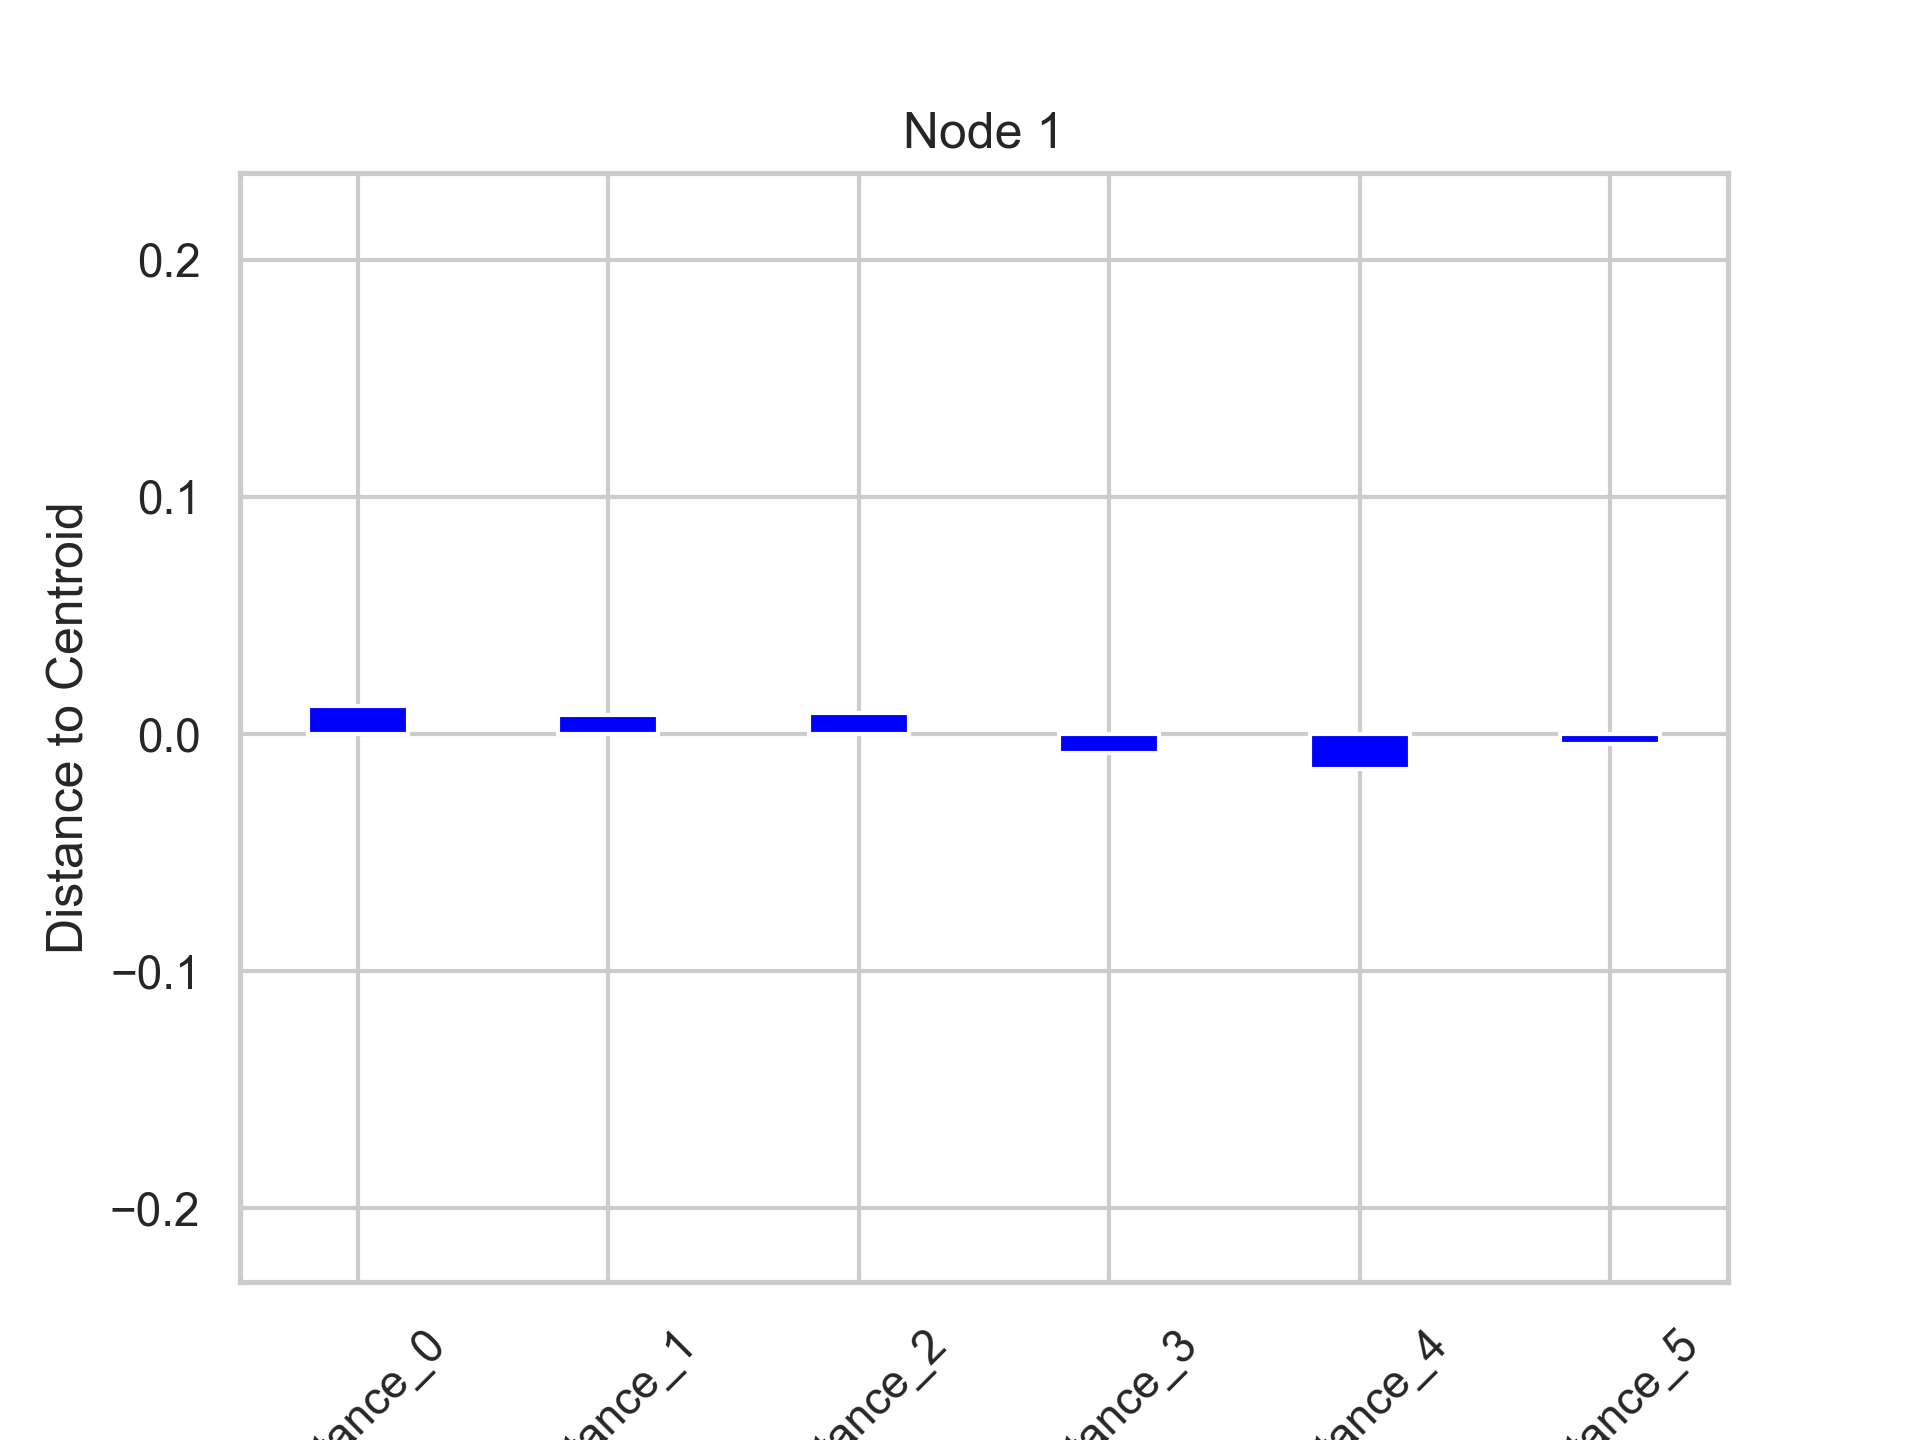 Node 1
Distance to Centroid
0.2
0.1
0.0
−0.1
−0.2
tance_0
tance_1
tance_2
tance_3
tance_4
tance_5